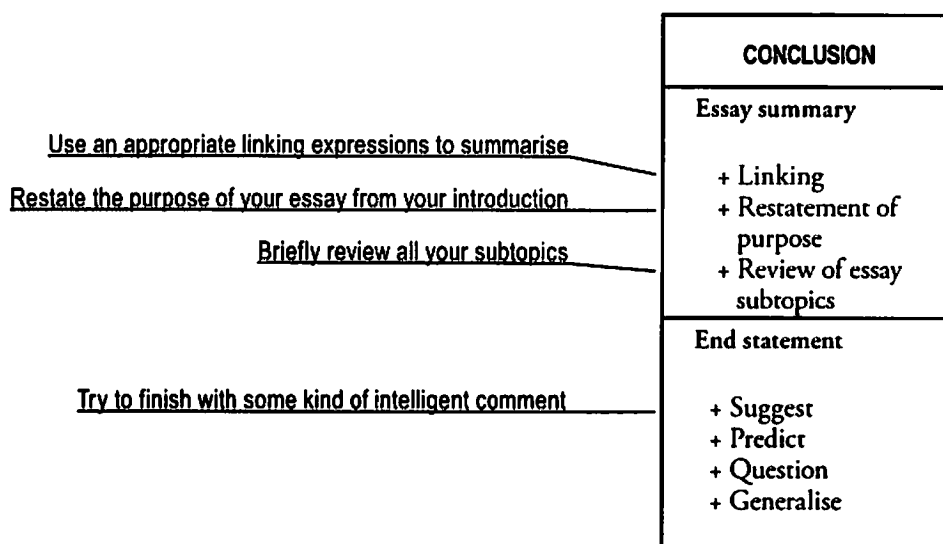 CONCLUSION
Essay summary
Use an appropriate linking expressions to summarise
+ Linking
Restate the purpose of your essay from your introduction
+ Restatement of
purpose
Briefly review all your subtopics
+ Review of essay
subtopics
End statement
Try to finish with some kind of intelligent comment
+ Suggest
+ Predict
+ Question
+ Generalise